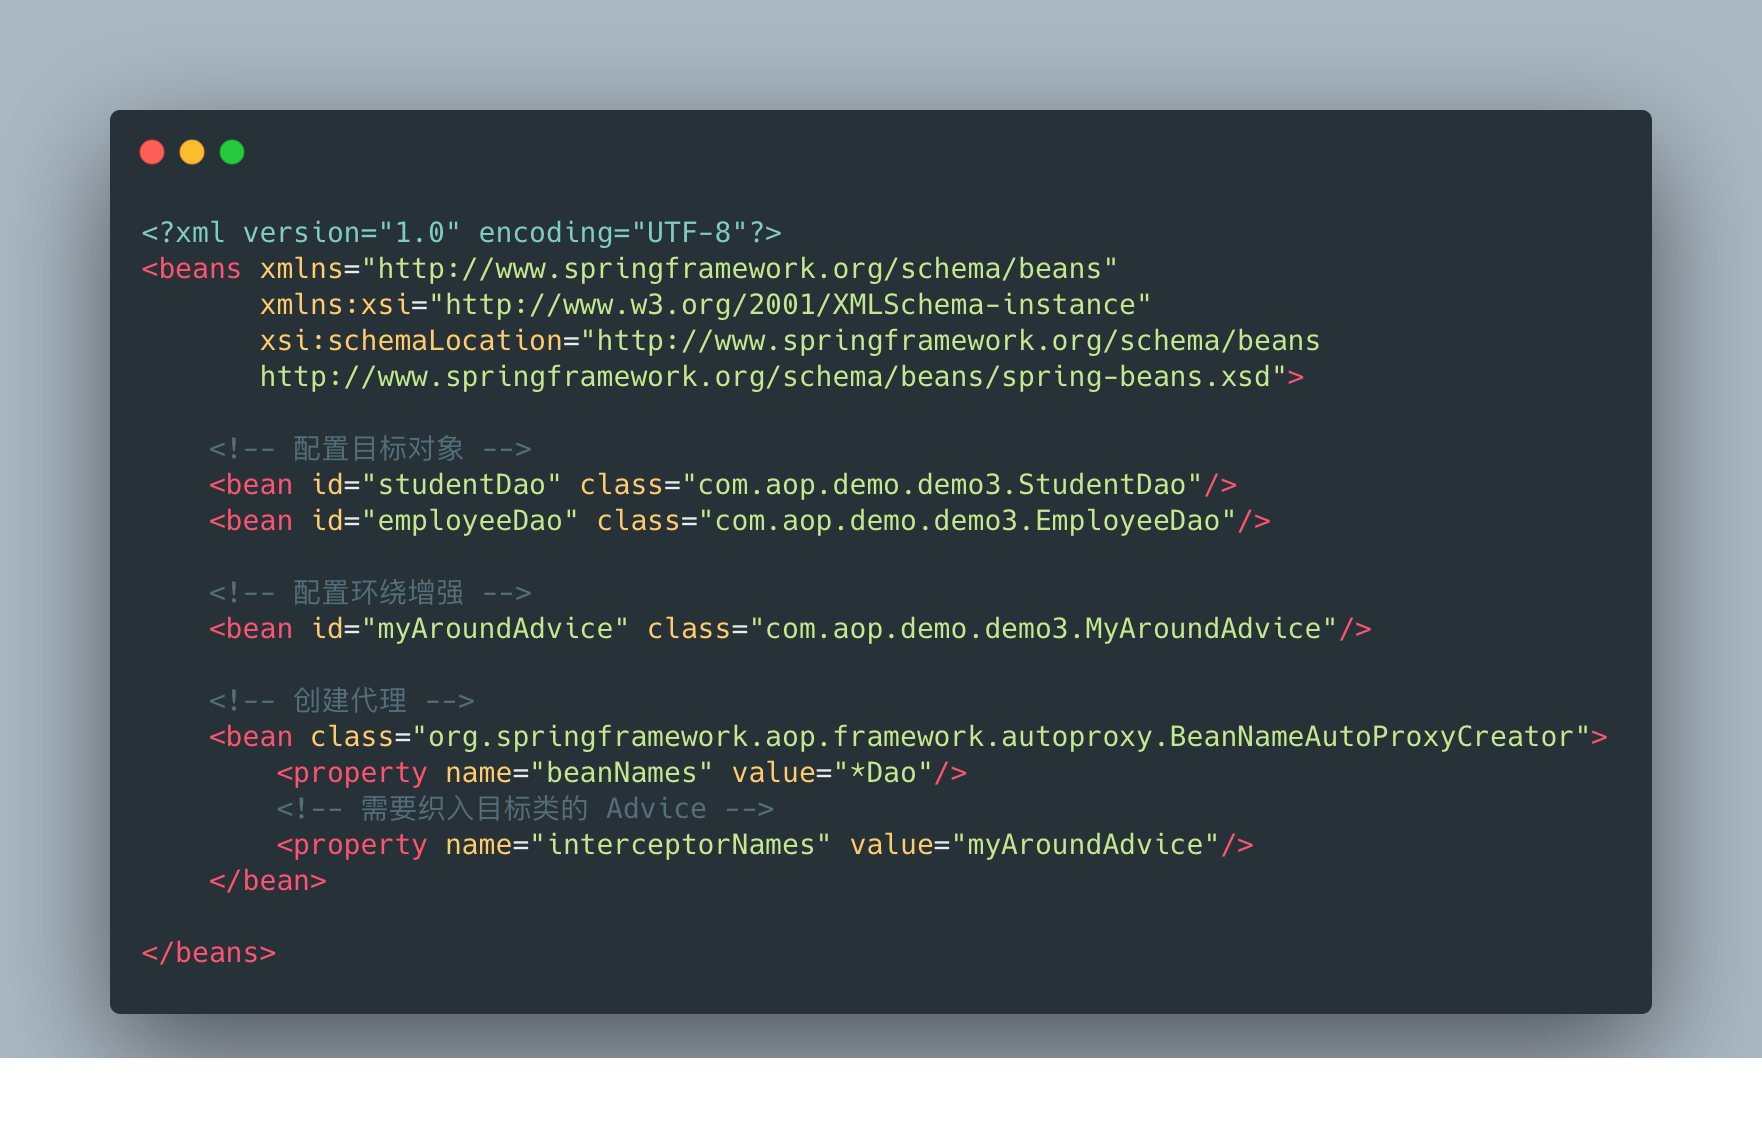 <?xml version="1.0" encoding="UTF-8"?>
<beans xmlns="http://www.springframework.org/schema/beans"
       xmlns:xsi="http://www.w3.org/2001/XMLSchema-instance"
       xsi:schemaLocation="http://www.springframework.org/schema/beans
       http://www.springframework.org/schema/beans/spring-beans.xsd">

    <!-- 配置目标对象 -->
    <bean id="studentDao" class="com.aop.demo.demo3.StudentDao"/>
    <bean id="employeeDao" class="com.aop.demo.demo3.EmployeeDao"/>

    <!-- 配置环绕增强 -->
    <bean id="myAroundAdvice" class="com.aop.demo.demo3.MyAroundAdvice"/>

    <!-- 创建代理 -->
    <bean class="org.springframework.aop.framework.autoproxy.BeanNameAutoProxyCreator">
        <property name="beanNames" value="*Dao"/>
        <!-- 需要织入目标类的 Advice -->
        <property name="interceptorNames" value="myAroundAdvice"/>
    </bean>

</beans>